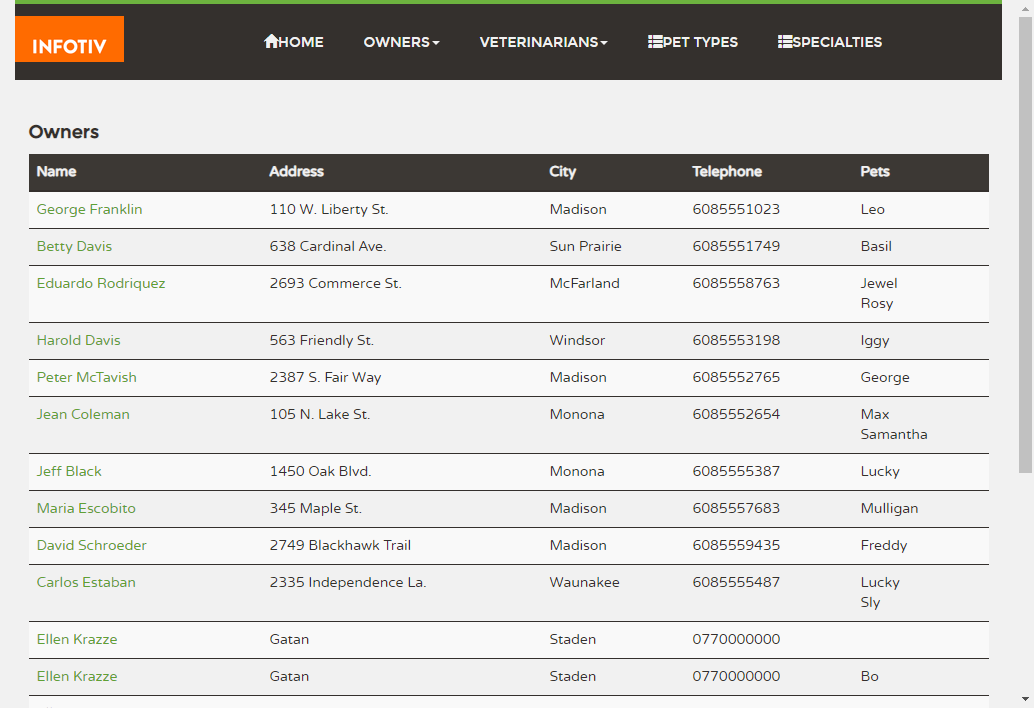 INFOTIV HOME OWNERS VETERINARIANS PET TYPES SPECIALTIES
Owners
Name Address City Telephone Pets
George Franklin 110 W. Liberty St. Madison 6085551023 Leo
Betty Davis 638 Cardinal Ave. Sun Prairie 6085551749 Basil
Eduardo Rodriquez 2693 Commerce St. McFarland 6085558763 Jewel
Rosy
Harold Davis 563 Friendly St. Windsor 6085553198 Iggy
Peter McTavish 2387 S. Fair Way Madison 6085552765 George
Jean Coleman 105 N. Lake St. Monona 6085552654 Max
Samantha
Jeff Black 1450 Oak Blvd. Monona 6085555387 Lucky
Maria Escobito 345 Maple St. Madison 6085557683 Mulligan
David Schroeder 2749 Blackhawk Trail Madison 6085559435 Freddy
Carlos Estaban 2335 Independence La. Waunakee 6085555487 Lucky
Sly
Ellen Krazze Gatan Staden 0770000000
Ellen Krazze Gatan Staden 0770000000 Bo